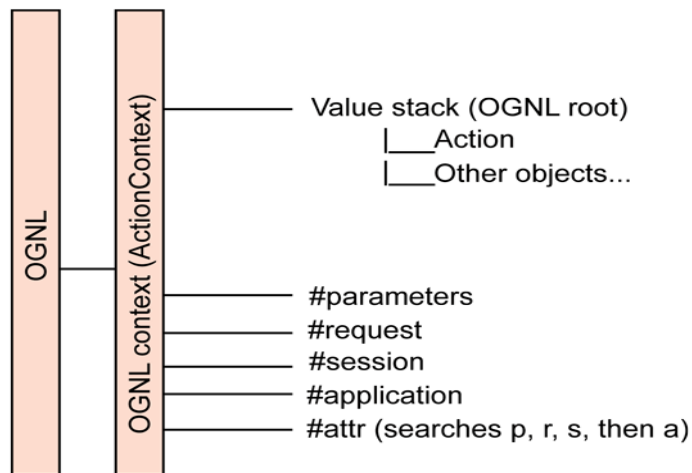 OGNL
OGNL context (ActionContext)
Value stack (OGNL root)
|___Action
|___Other objects...
#parameters
#request
#session
#application
#attr (searches p, r, s, then a)